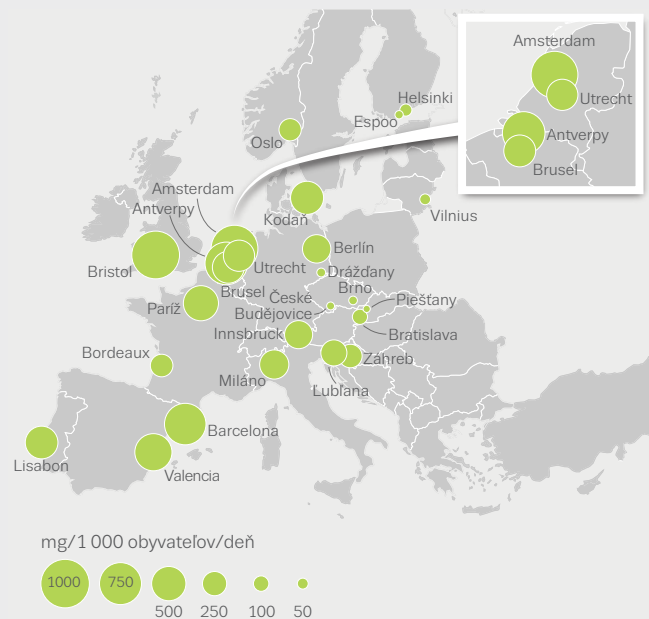 Amsterdam
Utrecht
Antverpy
Brusel
Helsinki
Espoo
Oslo
Amsterdam
Antverpy
Kodaň
Vilnius
Bristol
Berlín
Utrecht
Drážďany
Brusel
České
Budějovice
Brno
Piešťany
Paríž
Innsbruck
Bratislava
Bordeaux
Záhreb
Miláno
Ľubľana
Barcelona
Lisabon
Valencia
mg/1 000 obyvateľov/deň
1000 750
500 250 100 50